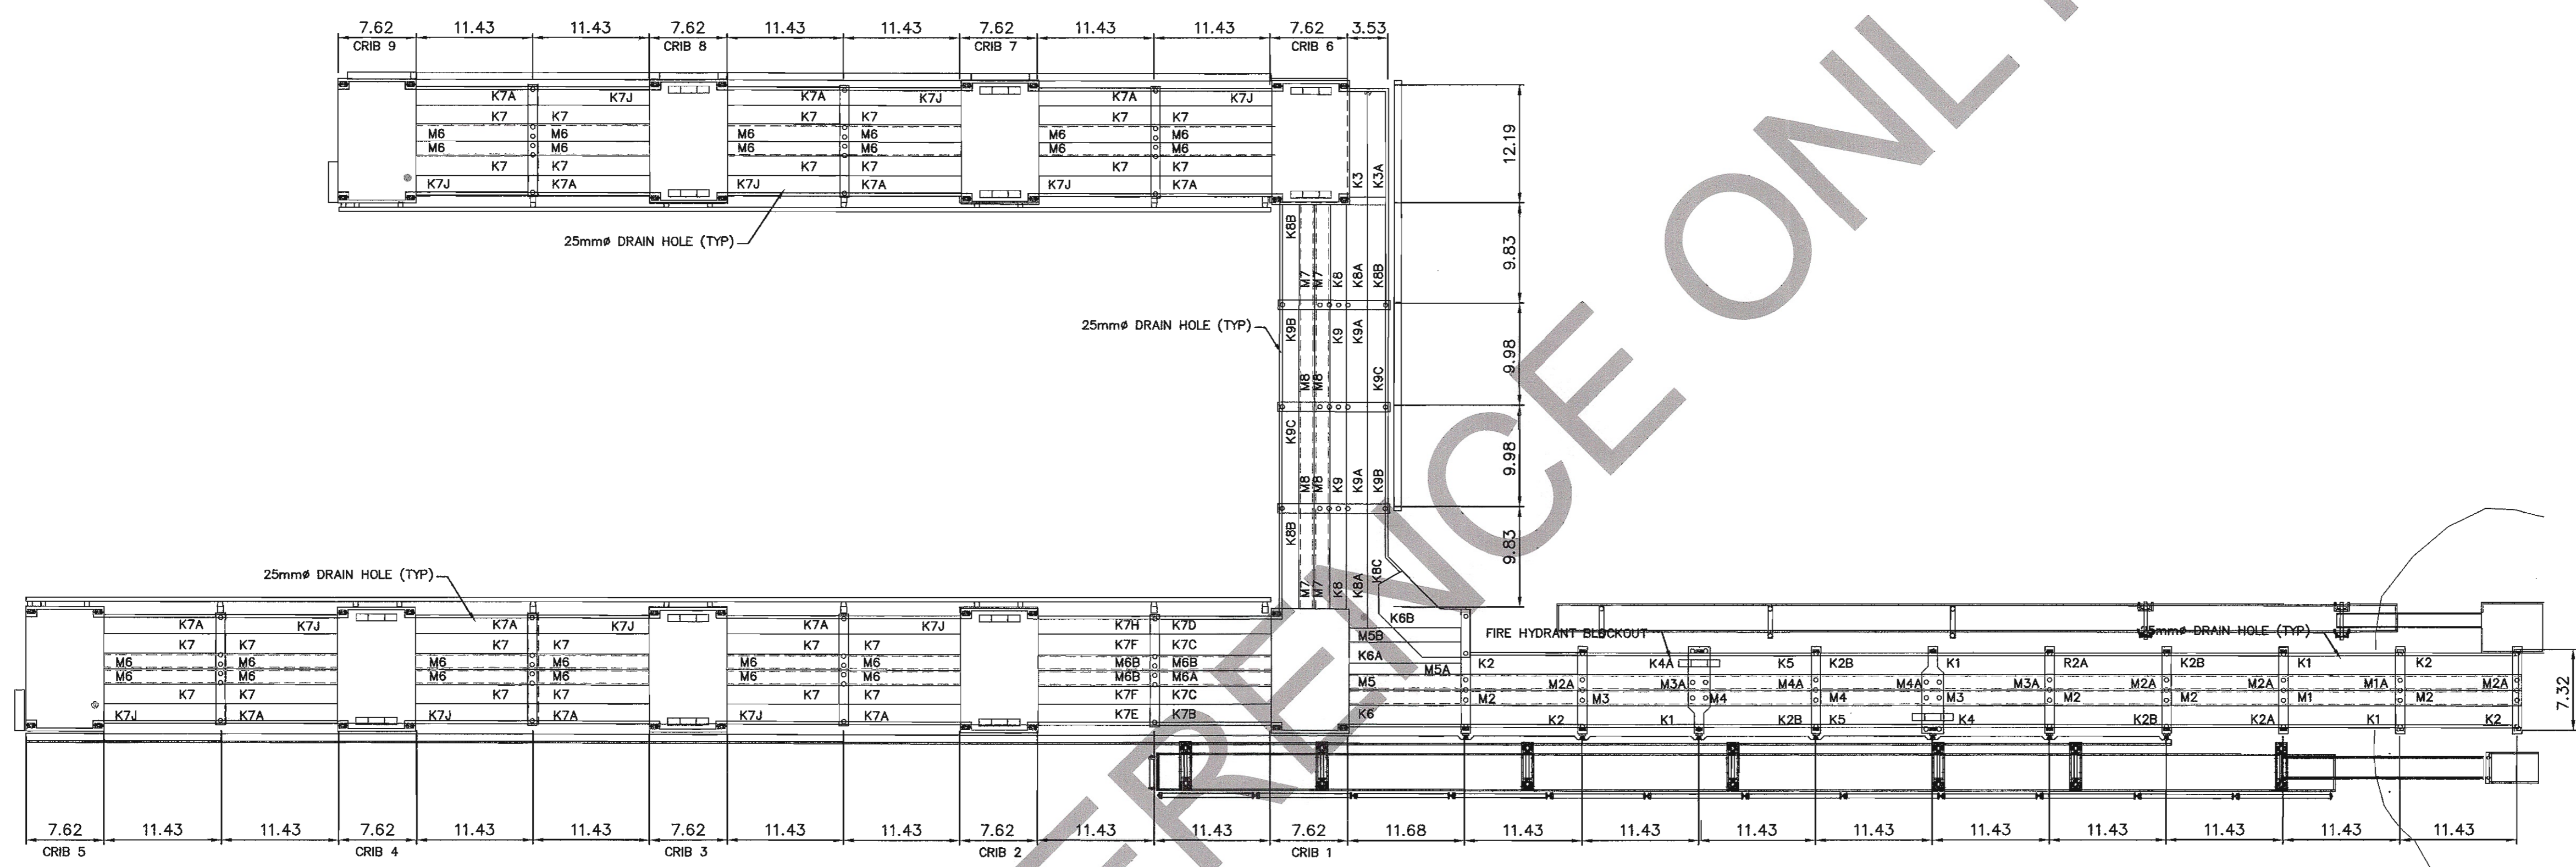 7.62 11.43 11.43 7.62 11.43 11.43 7.62 11.43 11.43 7.62 3.53
CRIB 9 CRIB 8 CRIB 7 CRIB 6
K7A K7J K7A K7J K7A K7J
K7 K7 K7 K7 K7 K7
M6 M6 M6 M6 M6 M6
M6 M6 M6 M6 M6 M6
K7 K7 K7 K7 K7 K7
K7J K7A K7J K7A K7J K7A
K3 K3A
12.19
25mmø DRAIN HOLE (TYP)
K8B M7 M7 K8 K8A K8B
9.83
25mmø DRAIN HOLE (TYP)
K9B M8 M8 K9 K9A K9C
9.98
K9C M8 M8 K9 K9A K9B
9.98
K8B M7 M7 K8 K8A K8C
9.83
25mmø DRAIN HOLE (TYP)
K7A K7J K7A K7J K7A K7J K7H K7D K6B
K7 K7 K7 K7 K7 K7 K7F K7C M5B
M6 M6 M6 M6 M6 M6 M6B M6B K6A
M6 M6 M6 M6 M6 M6 M6B M6A M5A
K7 K7 K7 K7 K7 K7 K7F K7C M5
K7J K7A K7J K7A K7J K7A K7E K7B K6
FIRE HYDRANT BLOCKOUT
25mmø DRAIN HOLE (TYP)
K2 K4A K5 K2B K1 R2A K2B K1 K2
M2A M3A M4A M4A M3A M2A M2A M1A M2A
M2 M3 M4 M4 M3 M2 M2 M1 M2
K2 K1 K2B K5 K4 K2B K2A K1 K2
7.32
7.62 11.43 11.43 7.62 11.43 11.43 7.62 11.43 11.43 7.62 11.43 11.43 7.62 11.68 11.43 11.43 11.43 11.43 11.43 11.43 11.43 11.43 11.43
CRIB 5 CRIB 4 CRIB 3 CRIB 2 CRIB 1
ERENCE ONL